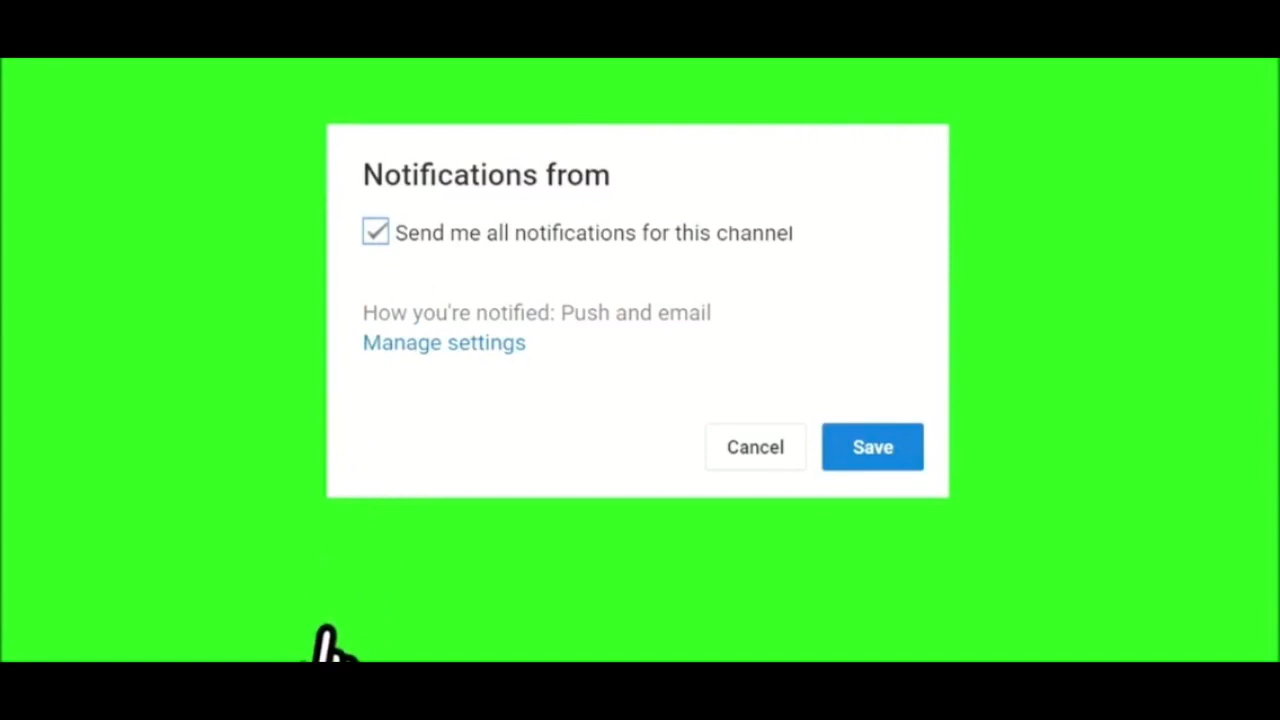 Notifications from
Send me all notifications for this channel
How you're notified: Push and email
Manage settings
Cancel Save